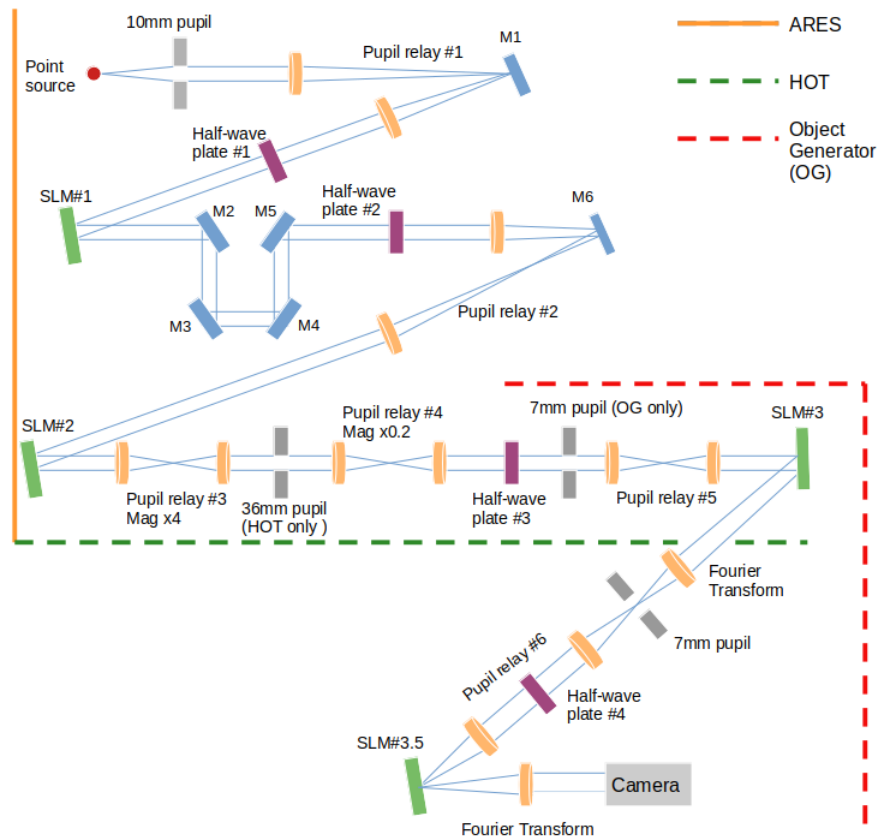 10mm pupil
Point
source
Pupil relay #1
M1
ARES
HOT
Object
Generator
(OG)
Half-wave
plate #1
SLM#1
M2
M5
Half-wave
plate #2
M6
M3
M4
Pupil relay #2
SLM#2
Pupil relay #3
Mag x4
36mm pupil
(HOT only )
Pupil relay #4
Mag x0.2
Half-wave
plate #3
7mm pupil (OG only)
Pupil relay #5
SLM#3
Fourier
Transform
7mm pupil
Pupil relay #6
Half-wave
plate #4
SLM#3.5
Camera
Fourier Transform